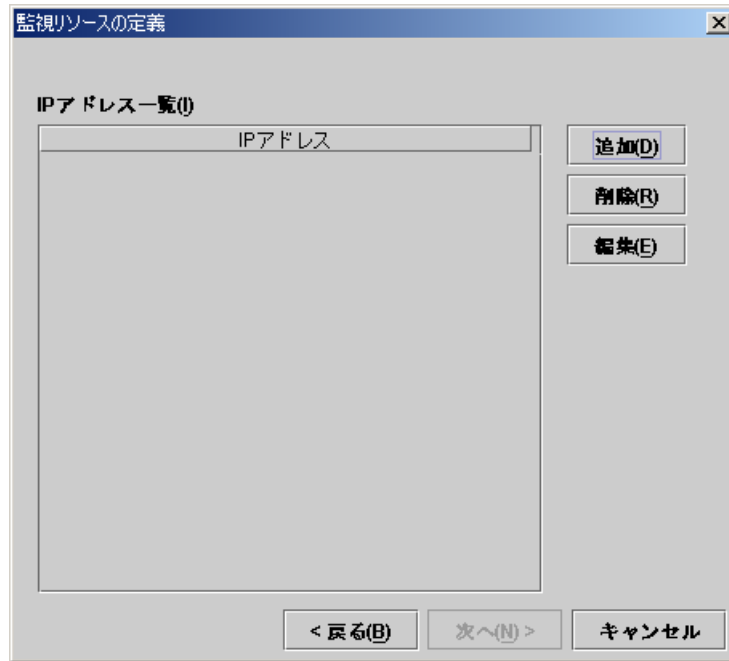 監視リソースの定義
IPアドレス一覧(I)
IPアドレス
追加(D)
削除(R)
編集(E)
< 戻る(B)
次へ(N) >
キャンセル